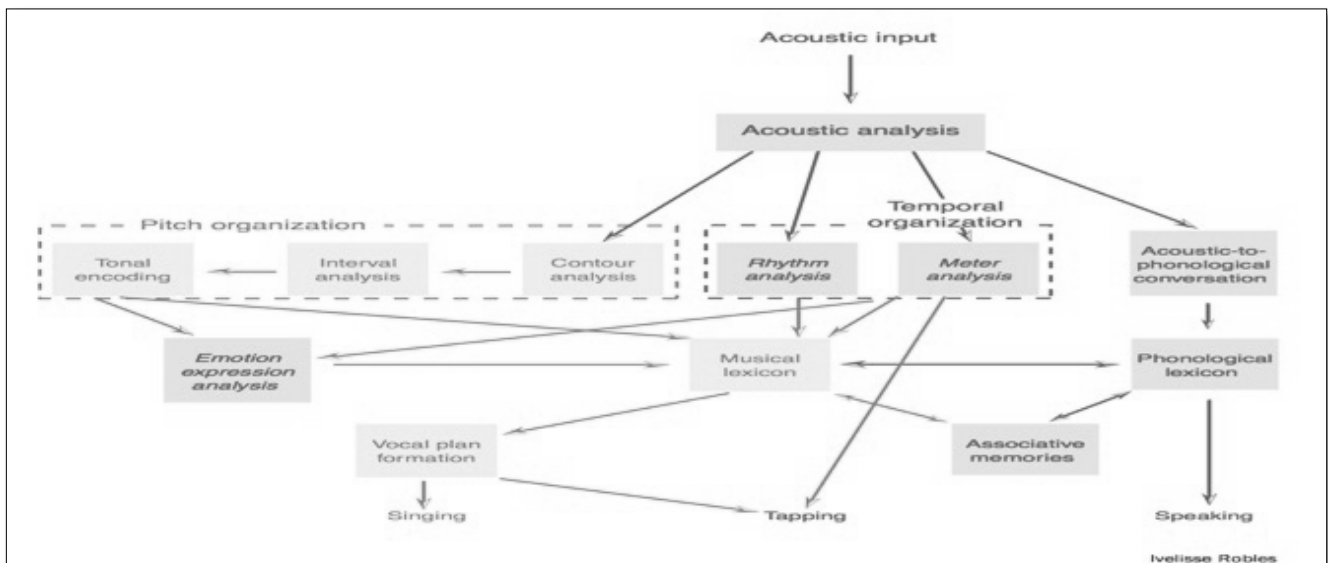 Acoustic input
Acoustic analysis
Pitch organization
Temporal
organization
Tonal
encoding
Interval
analysis
Contour
analysis
Rhythm
analysis
Meter
analysis
Acoustic-to-
phonological
conversation
Emotion
expression
analysis
Musical
lexicon
Phonological
lexicon
Vocal plan
formation
Associative
memories
Singing
Tapping
Speaking
Ivelisse Robles